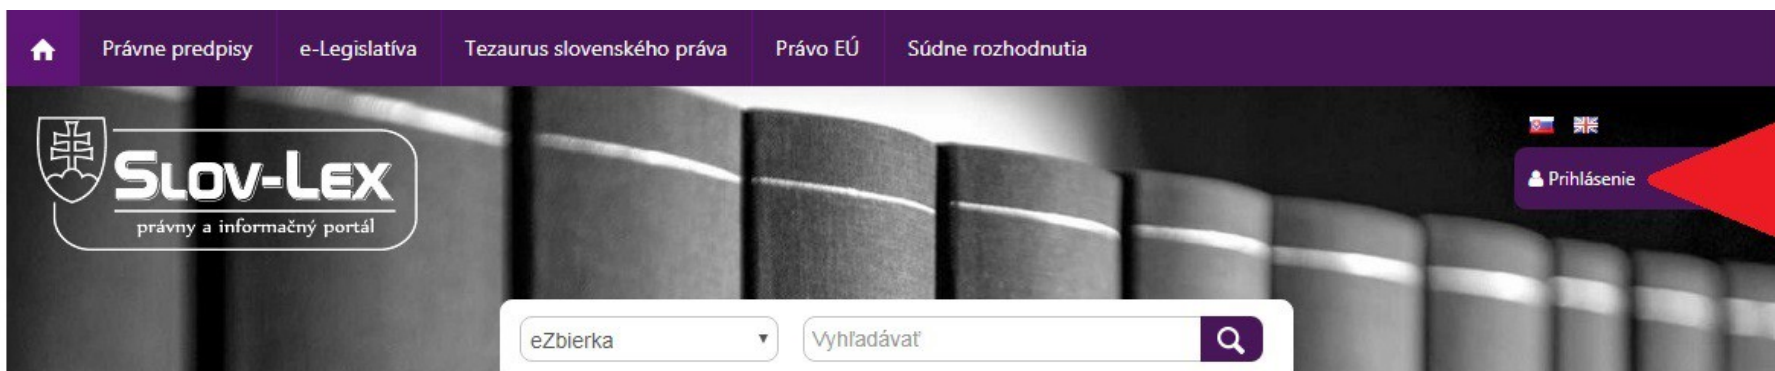 Právne predpisy
e-Legislatíva
Tezaurus slovenského práva
Právo EÚ
Súdne rozhodnutia
SLOV-LEX
právny a informačný portál
Prihlásenie
eZbierka
Vyhľadávať